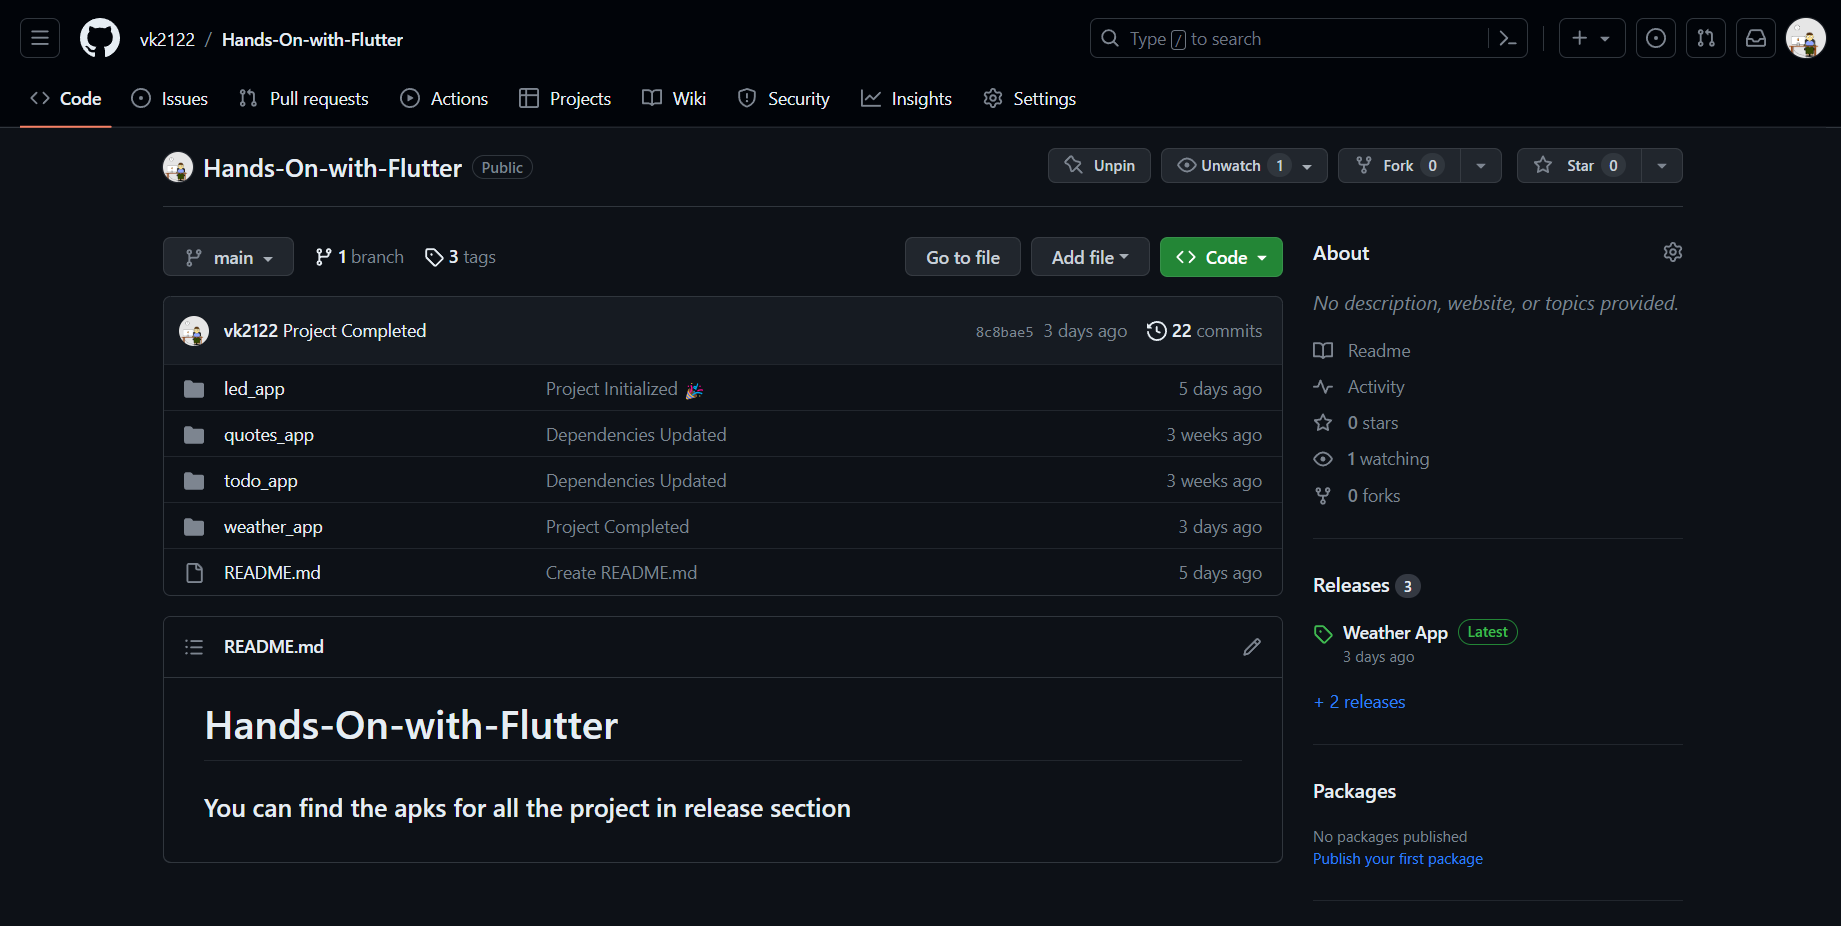 vk2122 / Hands-On-with-Flutter
Type / to search
Code Issues Pull requests Actions Projects Wiki Security Insights Settings
Hands-On-with-Flutter Public
Unpin Unwatch 1 Fork 0 Star 0
main 1 branch 3 tags
Go to file Add file Code
vk2122 Project Completed 8c8bae5 3 days ago 22 commits
led_app Project Initialized 🎉 5 days ago
quotes_app Dependencies Updated 3 weeks ago
todo_app Dependencies Updated 3 weeks ago
weather_app Project Completed 3 days ago
README.md Create README.md 5 days ago
README.md
Hands-On-with-Flutter
You can find the apks for all the project in release section
About
No description, website, or topics provided.
Readme
Activity
0 stars
1 watching
0 forks
Releases 3
Weather App Latest
3 days ago
+ 2 releases
Packages
No packages published
Publish your first package